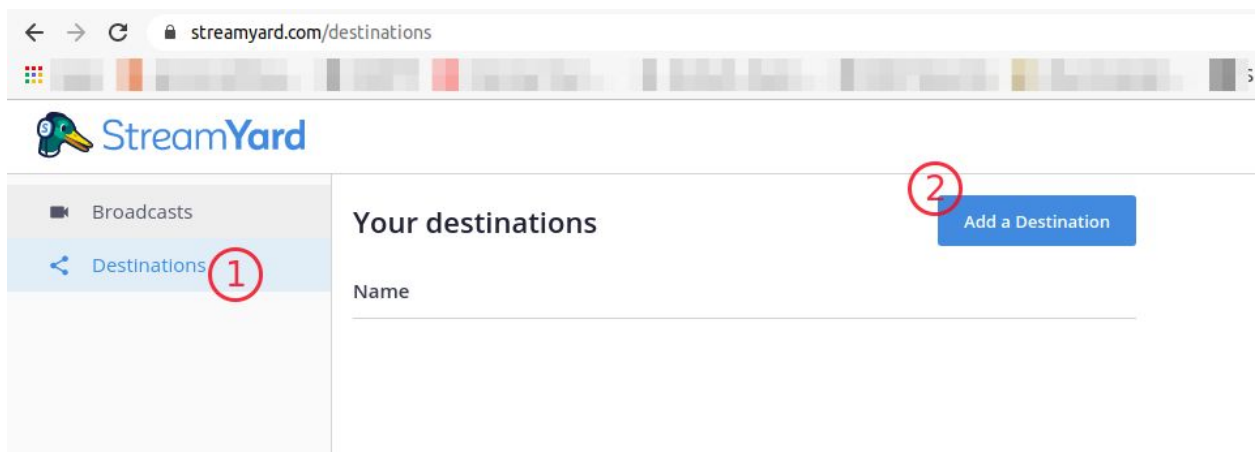 streamyard.com/destinations
StreamYard
Broadcasts
Destinations
1
Your destinations
2
Add a Destination
Name